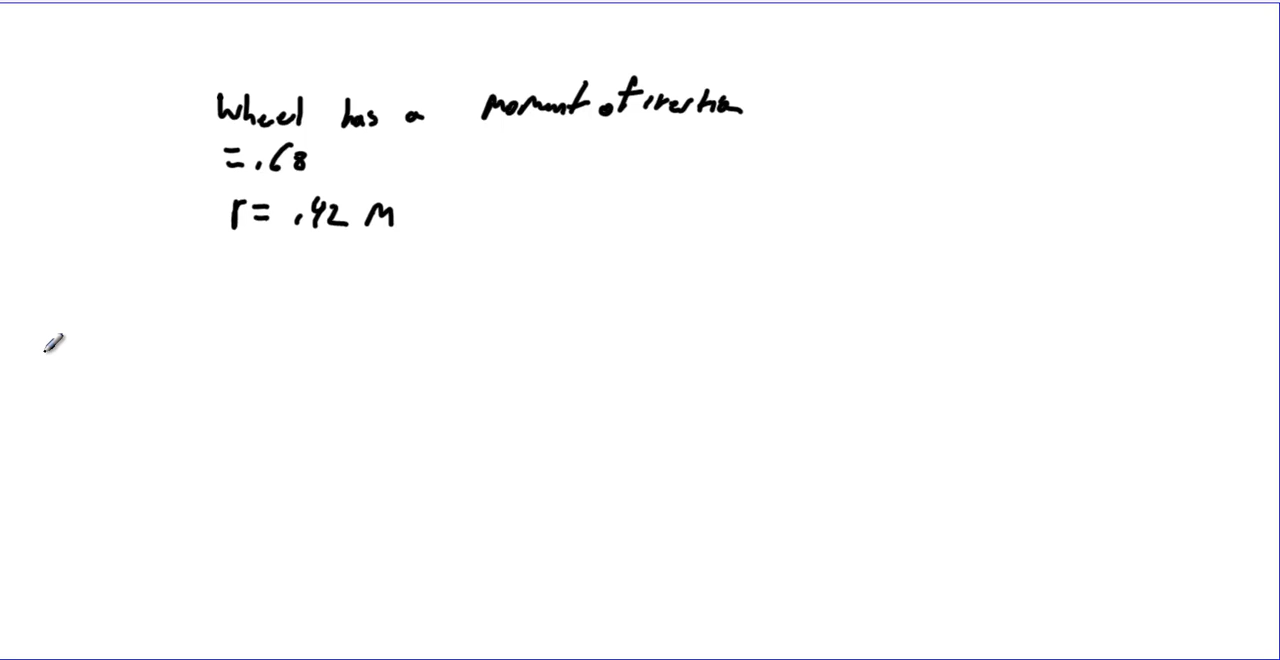 Wheel has a moment of inertia
=.68
r= .42 M